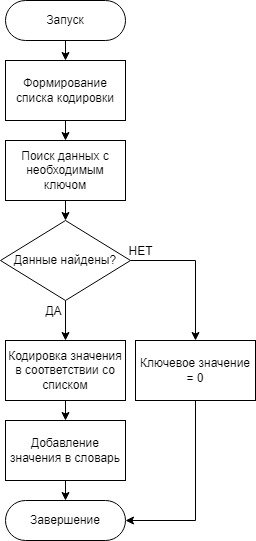 Запуск
Формирование
списка кодировки
Поиск данных с
необходимым
ключом
Данные найдены?
НЕТ
ДА
Кодировка значения
в соответствии со
списком
Ключевое значение
= 0
Добавление
значения в словарь
Завершение